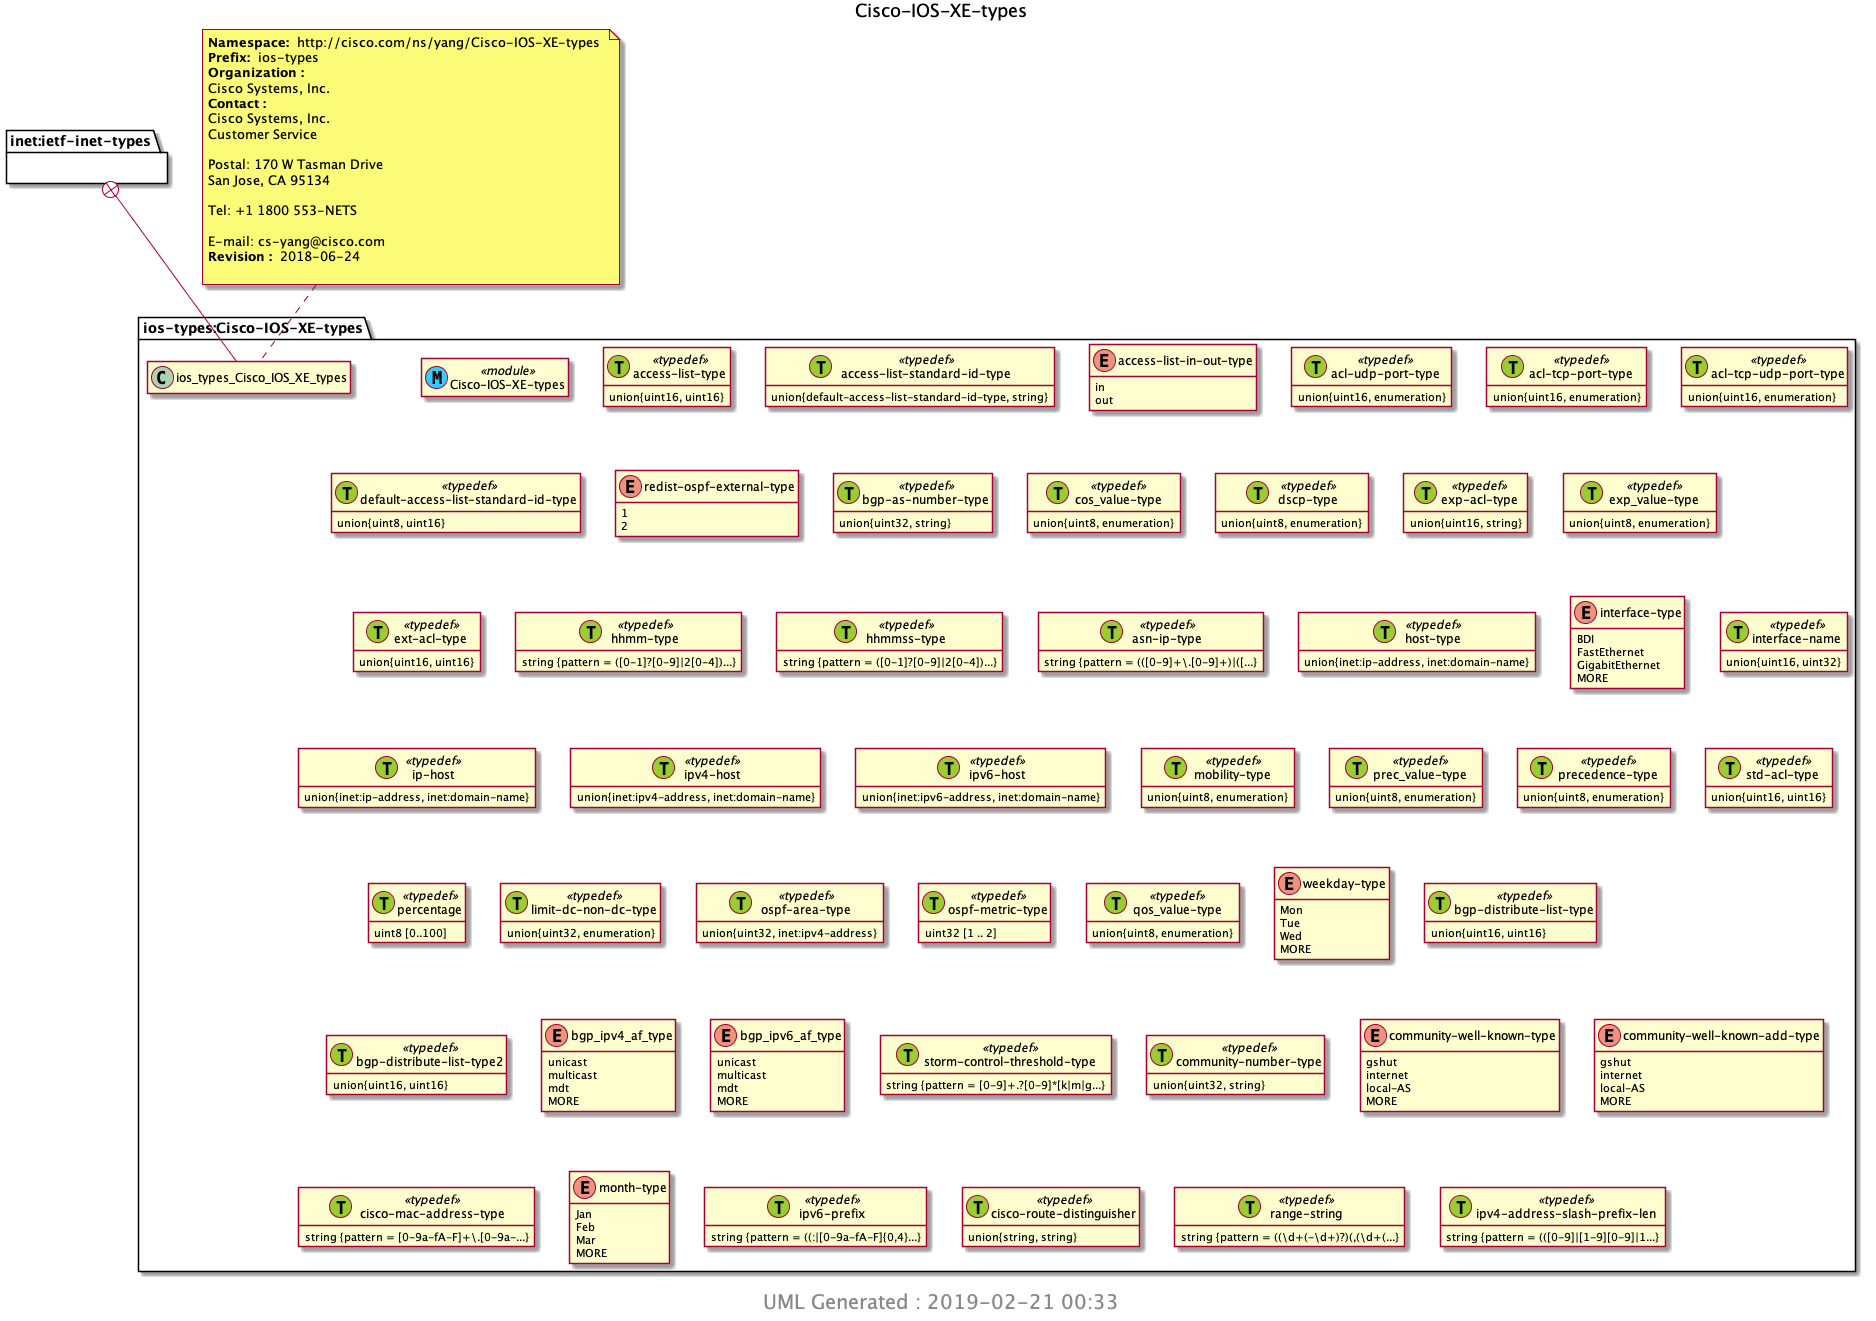 Cisco-IOS-XE-types
Namespace: http://cisco.com/ns/yang/Cisco-IOS-XE-types
Prefix: ios-types
Organization :
Cisco Systems, Inc.
Contact :
Cisco Systems, Inc.
Customer Service
Postal: 170 W Tasman Drive
San Jose, CA 95134
Tel: +1 1800 553-NETS
E-mail: cs-yang@cisco.com
Revision : 2018-06-24
inet:ietf-inet-types
ios-types:Cisco-IOS-XE-types
C ios_types_Cisco_IOS_XE_types
M «module»
Cisco-IOS-XE-types
T «typedef»
access-list-type
union{uint16, uint16}
T «typedef»
access-list-standard-id-type
union{default-access-list-standard-id-type, string}
E access-list-in-out-type
in
out
T «typedef»
acl-udp-port-type
union{uint16, enumeration}
T «typedef»
acl-tcp-port-type
union{uint16, enumeration}
T «typedef»
acl-tcp-udp-port-type
union{uint16, enumeration}
T «typedef»
default-access-list-standard-id-type
union{uint8, uint16}
E redist-ospf-external-type
1
2
T «typedef»
bgp-as-number-type
union{uint32, string}
T «typedef»
cos_value-type
union{uint8, enumeration}
T «typedef»
dscp-type
union{uint8, enumeration}
T «typedef»
exp-acl-type
union{uint16, string}
T «typedef»
exp_value-type
union{uint8, enumeration}
T «typedef»
ext-acl-type
union{uint16, uint16}
T «typedef»
hhmm-type
string {pattern = ([0-1]?[0-9]|2[0-4])...}
T «typedef»
hhmmss-type
string {pattern = ([0-1]?[0-9]|2[0-4])...}
T «typedef»
asn-ip-type
string {pattern = (([0-9]+\.[0-9]+)|([...}
T «typedef»
host-type
union{inet:ip-address, inet:domain-name}
E interface-type
BDI
FastEthernet
GigabitEthernet
MORE
T «typedef»
interface-name
union{uint16, uint32}
T «typedef»
ip-host
union{inet:ip-address, inet:domain-name}
T «typedef»
ipv4-host
union{inet:ipv4-address, inet:domain-name}
T «typedef»
ipv6-host
union{inet:ipv6-address, inet:domain-name}
T «typedef»
mobility-type
union{uint8, enumeration}
T «typedef»
prec_value-type
union{uint8, enumeration}
T «typedef»
precedence-type
union{uint8, enumeration}
T «typedef»
std-acl-type
union{uint16, uint16}
T «typedef»
percentage
uint8 [0..100]
T «typedef»
limit-dc-non-dc-type
union{uint32, enumeration}
T «typedef»
ospf-area-type
union{uint32, inet:ipv4-address}
T «typedef»
ospf-metric-type
uint32 [1 .. 2]
T «typedef»
qos_value-type
union{uint8, enumeration}
E weekday-type
Mon
Tue
Wed
MORE
T «typedef»
bgp-distribute-list-type
union{uint16, uint16}
T «typedef»
bgp-distribute-list-type2
union{uint16, uint16}
E bgp_ipv4_af_type
unicast
multicast
mdt
MORE
E bgp_ipv6_af_type
unicast
multicast
mdt
MORE
T «typedef»
storm-control-threshold-type
string {pattern = [0-9]+.?[0-9]*[k|m|g...}
T «typedef»
community-number-type
union{uint32, string}
E community-well-known-type
gshut
internet
local-AS
MORE
E community-well-known-add-type
gshut
internet
local-AS
MORE
T «typedef»
cisco-mac-address-type
string {pattern = [0-9a-fA-F]+\.[0-9a-...}
E month-type
Jan
Feb
Mar
MORE
T «typedef»
ipv6-prefix
string {pattern = ((:|[0-9a-fA-F]{0,4}...}
T «typedef»
cisco-route-distinguisher
union{string, string}
T «typedef»
range-string
string {pattern = ((\d+(-\d+)?)(,(\d+(...}
T «typedef»
ipv4-address-slash-prefix-len
string {pattern = (([0-9]|[1-9][0-9]|1...}
UML Generated : 2019-02-21 00:33